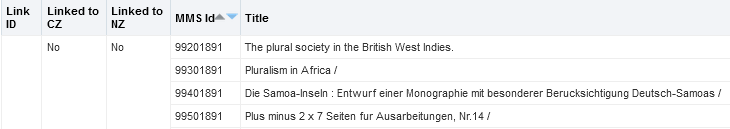 Link ID Linked to CZ Linked to NZ MMS Id Title
No No 99201891 The plural society in the British West Indies.
99301891 Pluralism in Africa /
99401891 Die Samoa-Inseln : Entwurf einer Monographie mit besonderer Berucksichtigung Deutsch-Samoas /
99501891 Plus minus 2 x 7 Seiten fur Ausarbeitungen, Nr.14 /